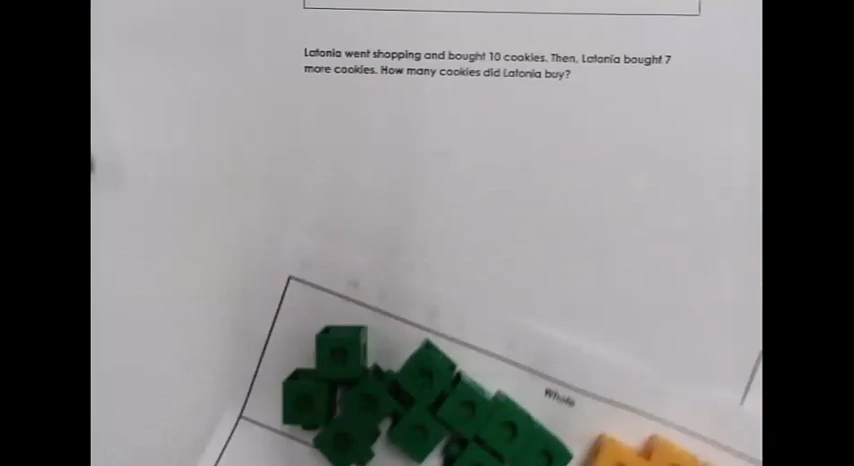 Latonia went shopping and bought 10 cookies. Then, Latonia bought 7
more cookies. How many cookies did Latonia buy?
Whole